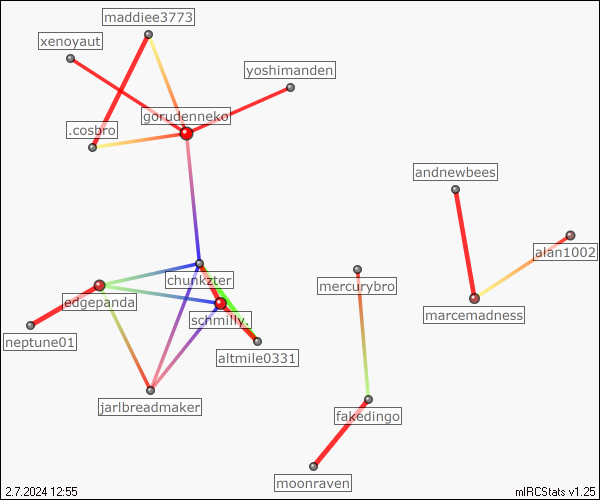 maddiee3773
xenoyaut
yoshimanden
gorudenneko
.cosbro
andnewbees
alan1002
chunkzter
mercurybro
edgepanda
schmilly.
marcemadness
neptune01
altmile0331
jarlbreadmaker
fakedingo
moonraven
2.7.2024 12:55
mIRCStats v1.25